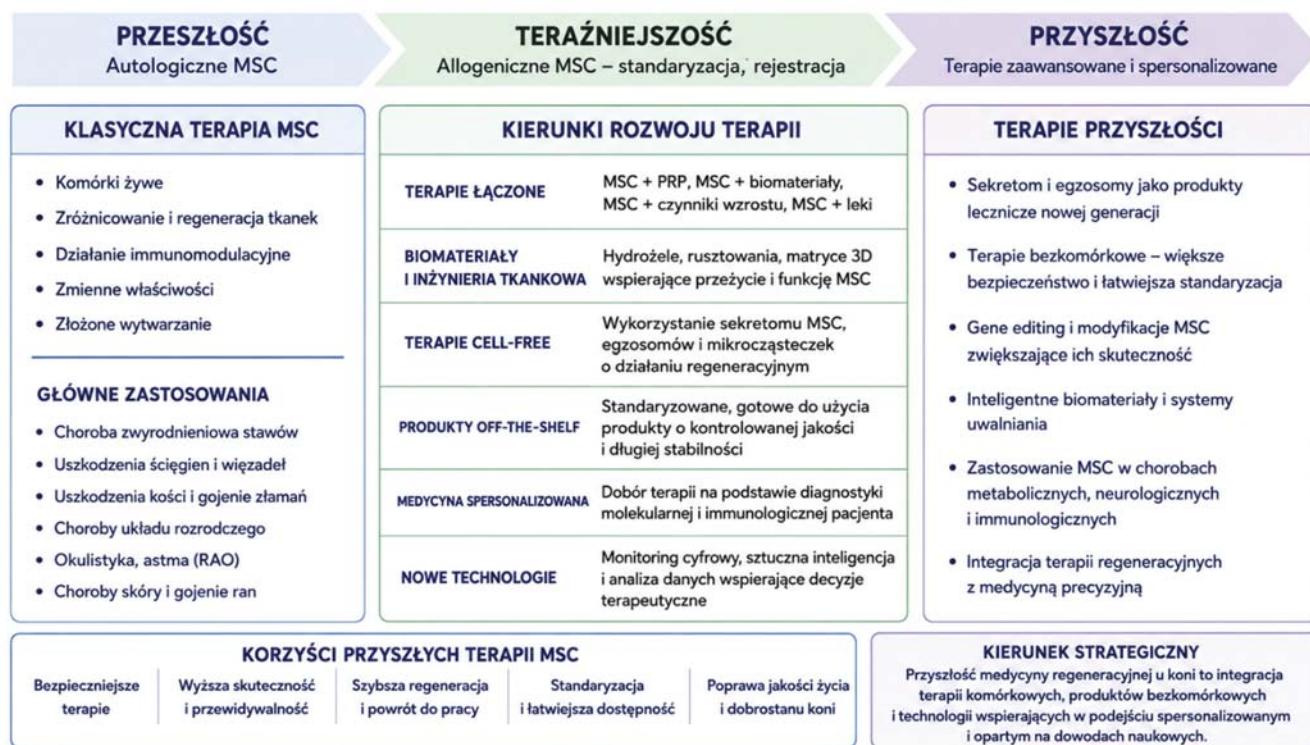 PRZESZŁOŚĆ
Autologiczne MSC
TERAŹNIEJSZOŚĆ
Allogeniczne MSC – standaryzacja, rejestracja
PRZYSZŁOŚĆ
Terapie zaawansowane i spersonalizowane
KLASYCZNA TERAPIA MSC
• Komórki żywe
• Zróżnicowanie i regeneracja tkanek
• Działanie immunomodulacyjne
• Zmienne właściwości
• Złożone wytwarzanie
GŁÓWNE ZASTOSOWANIA
• Choroba zwyrodnieniowa stawów
• Uszkodzenia ścięgien i więzadeł
• Uszkodzenia kości i gojenie złamań
• Choroby układu rozrodczego
• Okulistyka, astma (RAO)
• Choroby skóry i gojenie ran
KIERUNKI ROZWOJU TERAPII
TERAPIE ŁĄCZONE
MSC + PRP, MSC + biomateriały,
MSC + czynniki wzrostu, MSC + leki
BIOMATERIAŁY
I INŻYNIERIA TKANKOWA
Hydrożele, rusztowania, matryce 3D
wspierające przeżycie i funkcję MSC
TERAPIE CELL-FREE
Wykorzystanie sekretomu MSC,
egzosomów i mikrocząsteczek
o działaniu regeneracyjnym
PRODUKTY OFF-THE-SHELF
Standaryzowane, gotowe do użycia
produkty o kontrolowanej jakości
i długiej stabilności
MEDYCYNA SPERSONALIZOWANA
Dobór terapii na podstawie diagnostyki
molekularnej i immunologicznej pacjenta
NOWE TECHNOLOGIE
Monitoring cyfrowy, sztuczna inteligencja
i analiza danych wspierające decyzje
terapeutyczne
TERAPIE PRZYSZŁOŚCI
• Sekretom i egzosomy jako produkty
lecznicze nowej generacji
• Terapie bezkomórkowe – większe
bezpieczeństwo i łatwiejsza standaryzacja
• Gene editing i modyfikacje MSC
zwiększające ich skuteczność
• Inteligentne biomateriały i systemy
uwalniania
• Zastosowanie MSC w chorobach
metabolicznych, neurologicznych
i immunologicznych
• Integracja terapii regeneracyjnych
z medycyną precyzyjną
KORZYŚCI PRZYSZŁYCH TERAPII MSC
Bezpieczniejsze
terapie
Wyższa skuteczność
i przewidywalność
Szybsza regeneracja
i powrót do pracy
Standaryzacja
i łatwiejsza dostępność
Poprawa jakości życia
i dobrostanu koni
KIERUNEK STRATEGICZNY
Przyszłość medycyny regeneracyjnej u koni to integracja
terapii komórkowych, produktów bezkomórkowych
i technologii wspierających w podejściu spersonalizowanym
i opartym na dowodach naukowych.